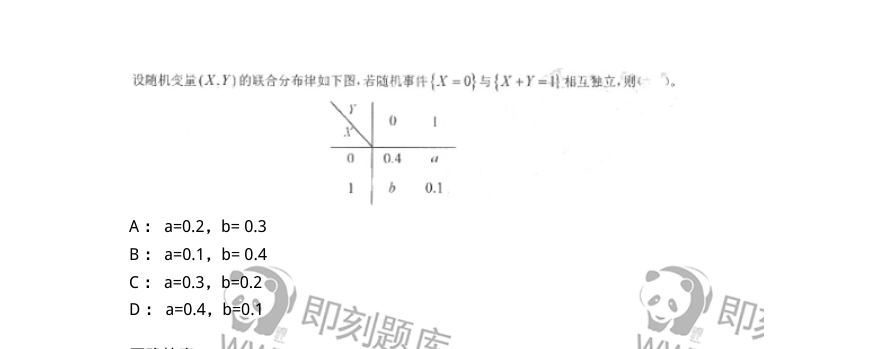 设随机变量(X,Y)的联合分布律如下图,若随机事件{X=0}与{X+Y=1}相互独立,则( )。
Y
X
0 1
0 0.4 a
1 b 0.1
A： a=0.2，b= 0.3
B： a=0.1，b= 0.4
C： a=0.3，b=0.2
D： a=0.4，b=0.1
即刻题库
即